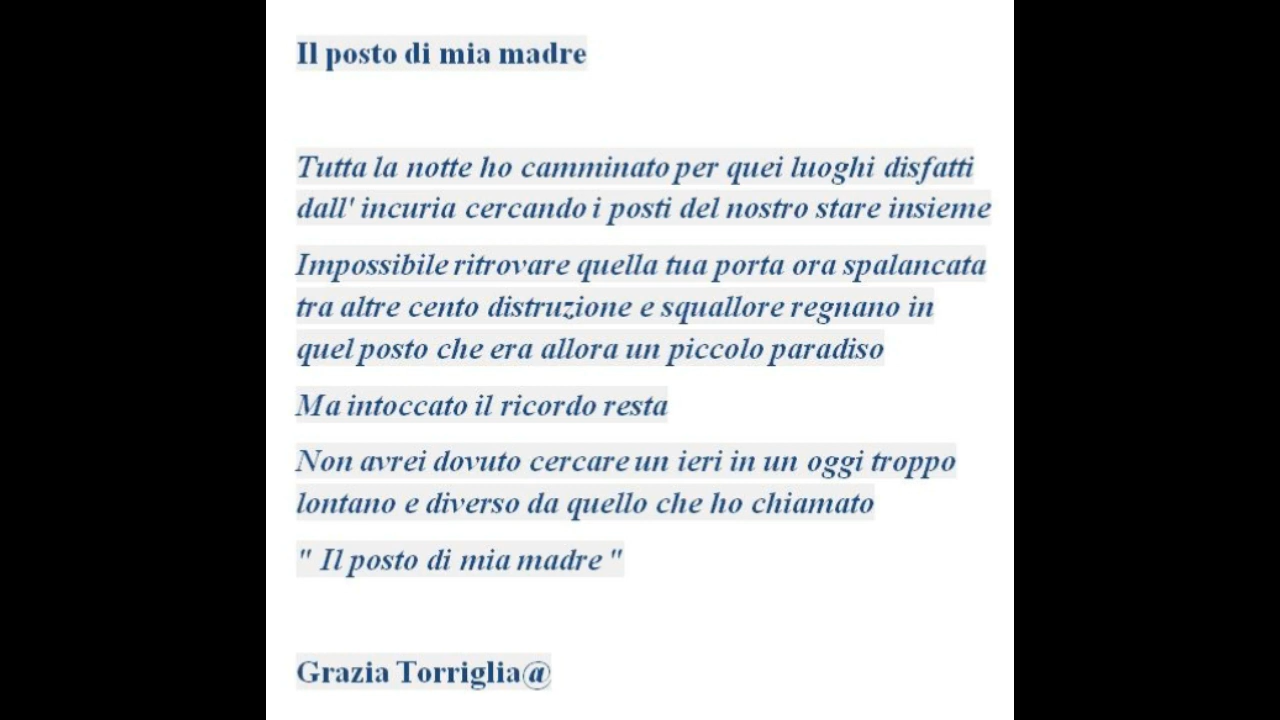 Il posto di mia madre
Tutta la notte ho camminato per quei luoghi disfatti
dall' incuria cercando i posti del nostro stare insieme
Impossibile ritrovare quella tua porta ora spalancata
tra altre cento distruzione e squallore regnano in
quel posto che era allora un piccolo paradiso
Ma intoccato il ricordo resta
Non avrei dovuto cercare un ieri in un oggi troppo
lontano e diverso da quello che ho chiamato
" Il posto di mia madre "
Grazia Torriglia@